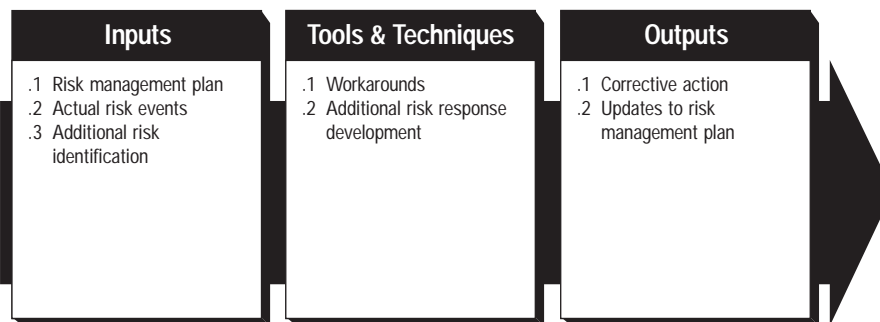 Inputs
.1 Risk management plan
.2 Actual risk events
.3 Additional risk
identification
Tools & Techniques
.1 Workarounds
.2 Additional risk response
development
Outputs
.1 Corrective action
.2 Updates to risk
management plan